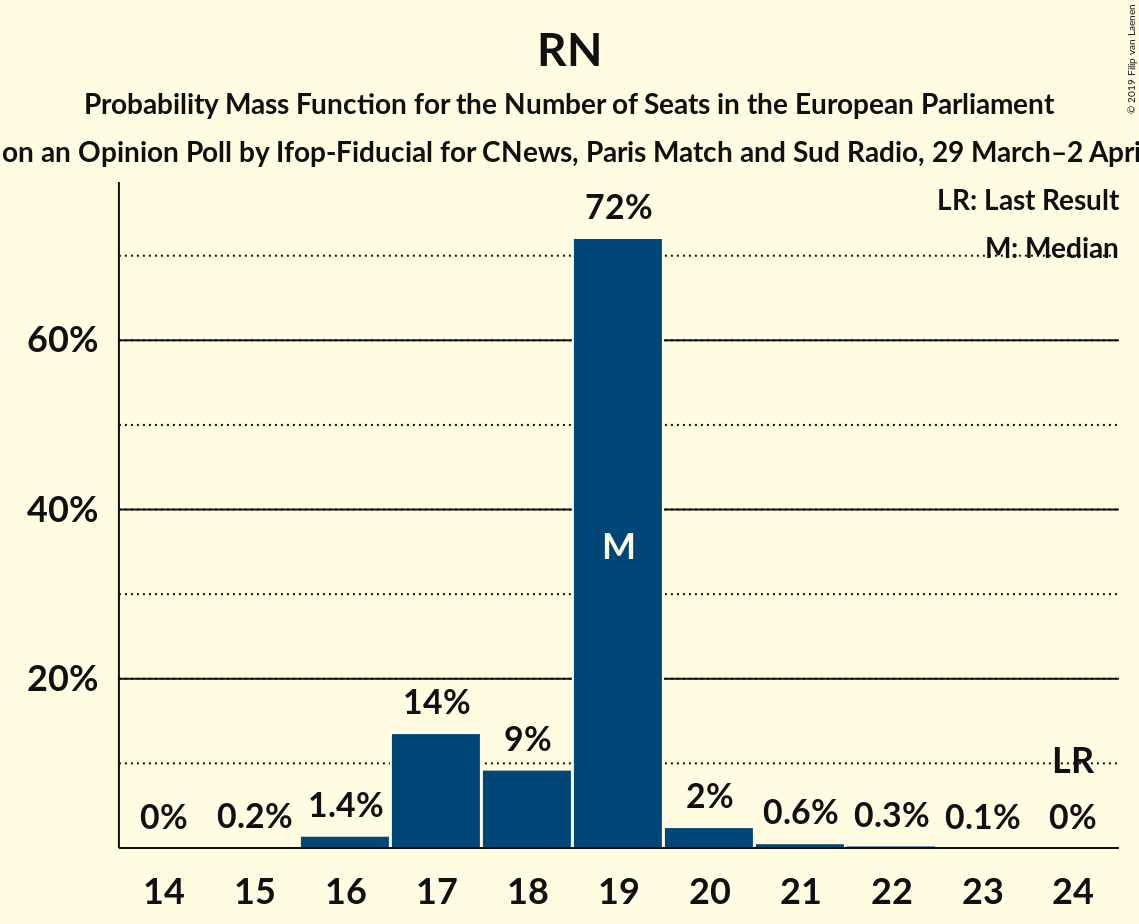 RN
Probability Mass Function for the Number of Seats in the European Parliament
on an Opinion Poll by Ifop-Fiducial for CNews, Paris Match and Sud Radio, 29 March–2 Apri
© 2019 Filip van Laenen
LR: Last Result
M: Median
72%
60%
40%
M
20%
14%
9%
LR
0% 0.2% 1.4% 2% 0.6% 0.3% 0.1% 0%
14 15 16 17 18 19 20 21 22 23 24